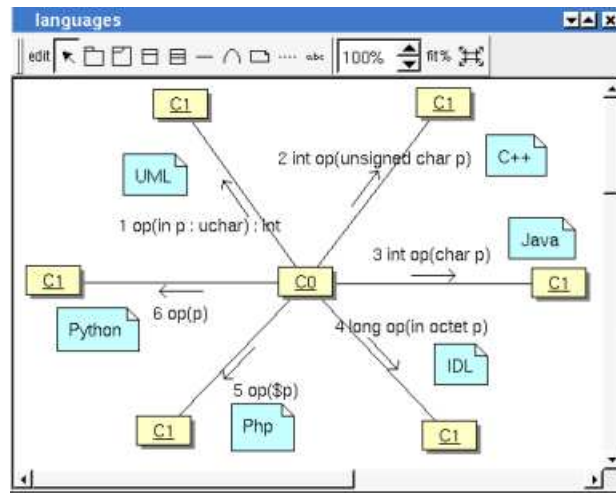 languages
edit
abc
100%
fit%
C1
C1
2 int op(unsigned char p)
C++
UML
1 op(in p : uchar) : int
Java
3 int op(char p)
C1
C0
C1
6 op(p)
Python
4 long op(in octet p)
IDL
5 op($p)
Php
C1
C1